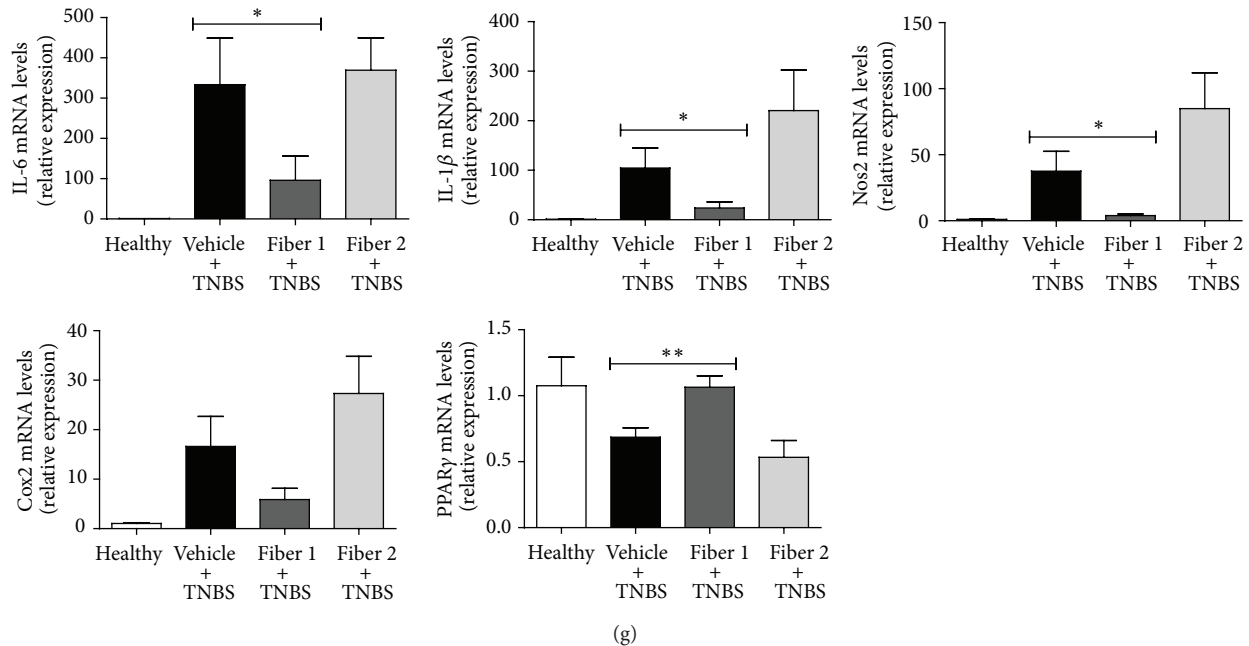 IL-6 mRNA levels
(relative expression)
500
400
300
200
100
0
*
Healthy Vehicle Fiber 1 Fiber 2
+ + +
TNBS TNBS TNBS
IL-1β mRNA levels
(relative expression)
400
300
200
100
0
*
Healthy Vehicle Fiber 1 Fiber 2
+ + +
TNBS TNBS TNBS
Nos2 mRNA levels
(relative expression)
150
100
50
0
*
Healthy Vehicle Fiber 1 Fiber 2
+ + +
TNBS TNBS TNBS
Cox2 mRNA levels
(relative expression)
40
30
20
10
0
Healthy Vehicle Fiber 1 Fiber 2
+ + +
TNBS TNBS TNBS
PPARγ mRNA levels
(relative expression)
1.5
1.0
0.5
0.0
**
Healthy Vehicle Fiber 1 Fiber 2
+ + +
TNBS TNBS TNBS
(g)